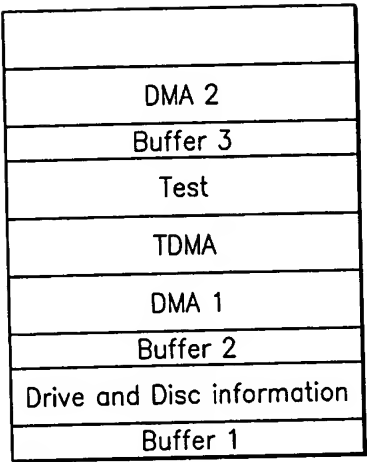 DMA 2
Buffer 3
Test
TDMA
DMA 1
Buffer 2
Drive and Disc information
Buffer 1